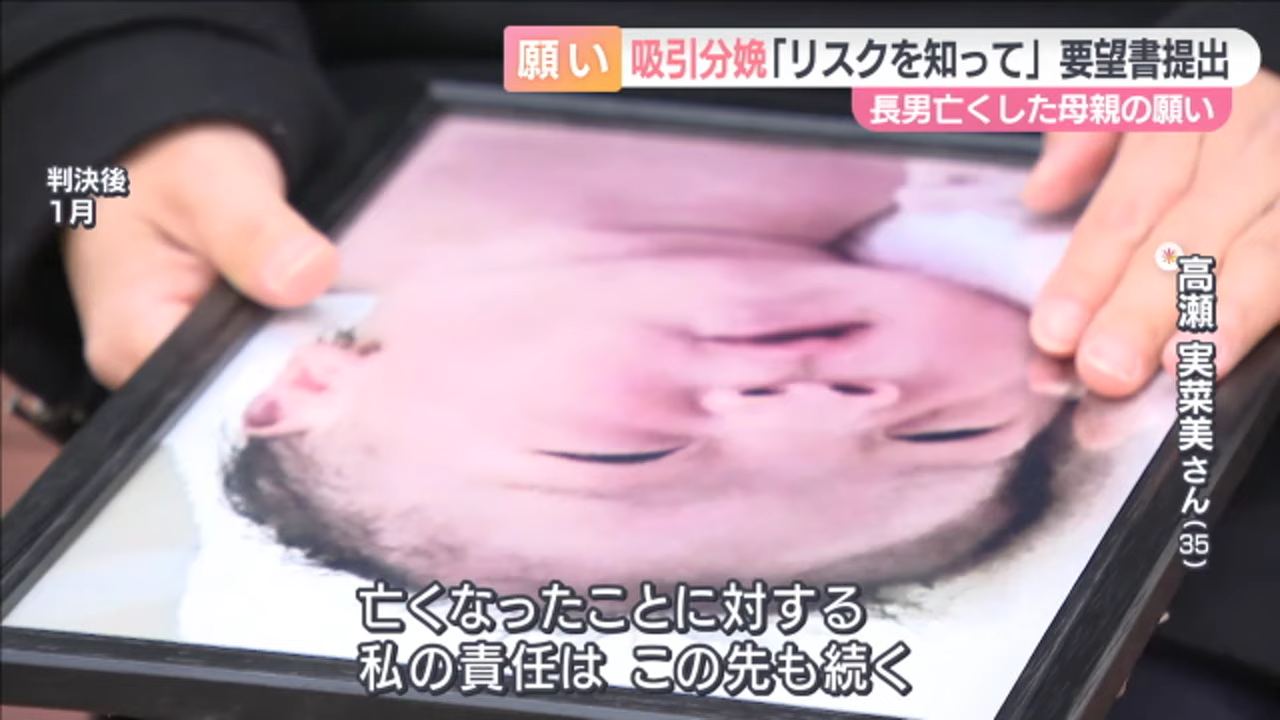 願い 吸引分娩「リスクを知って」要望書提出
長男亡くした母親の願い
判決後
1月
高瀬 実菜美さん(35)
亡くなったことに対する
私の責任は この先も続く